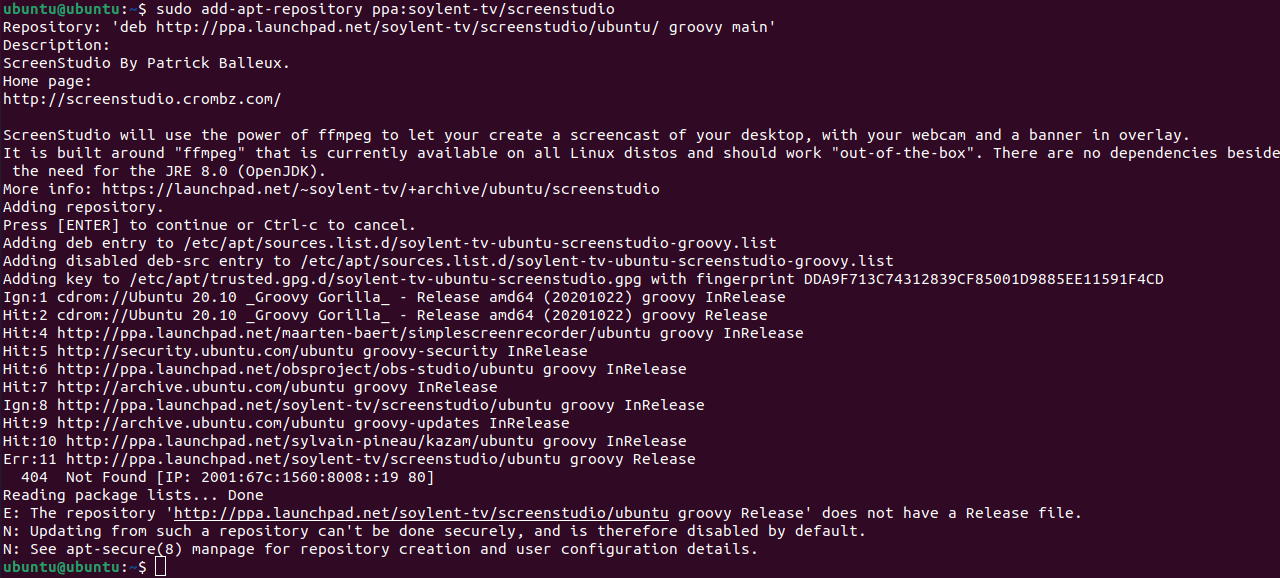 ubuntu@ubuntu:~$ sudo add-apt-repository ppa:soylent-tv/screenstudio
Repository: 'deb http://ppa.launchpad.net/soylent-tv/screenstudio/ubuntu/ groovy main'
Description:
ScreenStudio By Patrick Balleux.
Home page:
http://screenstudio.crombz.com/

ScreenStudio will use the power of ffmpeg to let your create a screencast of your desktop, with your webcam and a banner in overlay.
It is built around "ffmpeg" that is currently available on all Linux distos and should work "out-of-the-box". There are no dependencies beside
 the need for the JRE 8.0 (OpenJDK).
More info: https://launchpad.net/~soylent-tv/+archive/ubuntu/screenstudio
Adding repository.
Press [ENTER] to continue or Ctrl-c to cancel.
Adding deb entry to /etc/apt/sources.list.d/soylent-tv-ubuntu-screenstudio-groovy.list
Adding disabled deb-src entry to /etc/apt/sources.list.d/soylent-tv-ubuntu-screenstudio-groovy.list
Adding key to /etc/apt/trusted.gpg.d/soylent-tv-ubuntu-screenstudio.gpg with fingerprint DDA9F713C74312839CF85001D9885EE11591F4CD
Ign:1 cdrom://Ubuntu 20.10 _Groovy Gorilla_ - Release amd64 (20201022) groovy InRelease
Hit:2 cdrom://Ubuntu 20.10 _Groovy Gorilla_ - Release amd64 (20201022) groovy Release
Hit:4 http://ppa.launchpad.net/maarten-baert/simplescreenrecorder/ubuntu groovy InRelease
Hit:5 http://security.ubuntu.com/ubuntu groovy-security InRelease
Hit:6 http://ppa.launchpad.net/obsproject/obs-studio/ubuntu groovy InRelease
Hit:7 http://archive.ubuntu.com/ubuntu groovy InRelease
Ign:8 http://ppa.launchpad.net/soylent-tv/screenstudio/ubuntu groovy InRelease
Hit:9 http://archive.ubuntu.com/ubuntu groovy-updates InRelease
Hit:10 http://ppa.launchpad.net/sylvain-pineau/kazam/ubuntu groovy InRelease
Err:11 http://ppa.launchpad.net/soylent-tv/screenstudio/ubuntu groovy Release
  404  Not Found [IP: 2001:67c:1560:8008::19 80]
Reading package lists... Done
E: The repository 'http://ppa.launchpad.net/soylent-tv/screenstudio/ubuntu groovy Release' does not have a Release file.
N: Updating from such a repository can't be done securely, and is therefore disabled by default.
N: See apt-secure(8) manpage for repository creation and user configuration details.
ubuntu@ubuntu:~$